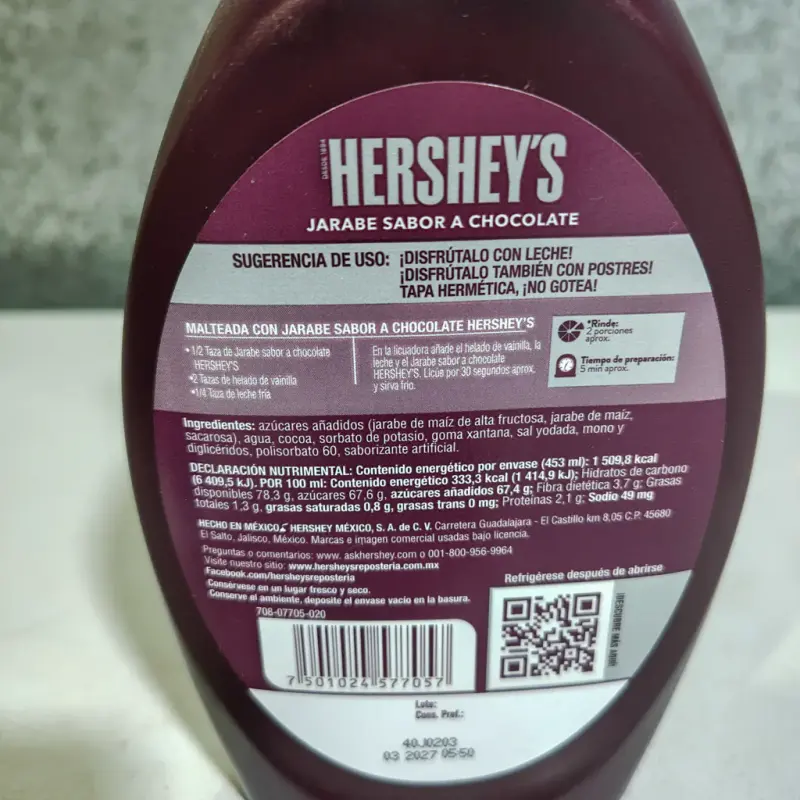 DESDE 1894
HERSHEY'S
JARABE SABOR A CHOCOLATE
SUGERENCIA DE USO: ¡DISFRÚTALO CON LECHE!
¡DISFRÚTALO TAMBIÉN CON POSTRES!
TAPA HERMÉTICA, ¡NO GOTEA!
MALTEADA CON JARABE SABOR A CHOCOLATE HERSHEY'S
•1/2 Taza de Jarabe sabor a chocolate
HERSHEY'S
•2 Tazas de helado de vainilla
•1/4 Taza de leche fría
En la licuadora añade el helado de vainilla, la
leche y el Jarabe sabor a chocolate
HERSHEY'S. Licúe por 30 segundos aprox.
y sirva frío.
*Rinde:
2 porciones
aprox.
Tiempo de preparación:
5 min aprox.
Ingredientes: azúcares añadidos (jarabe de maíz de alta fructosa, jarabe de maíz,
sacarosa), agua, cocoa, sorbato de potasio, goma xantana, sal yodada, mono y
diglicéridos, polisorbato 60, saborizante artificial.
DECLARACIÓN NUTRIMENTAL: Contenido energético por envase (453 ml): 1 509,8 kcal
(6 409,5 kJ). POR 100 ml: Contenido energético 333,3 kcal (1 414,9 kJ); Hidratos de carbono
disponibles 78,3 g, azúcares 67,6 g, azúcares añadidos 67,4 g; Fibra dietética 3,7 g; Grasas
totales 1,3 g, grasas saturadas 0,8 g, grasas trans 0 mg; Proteínas 2,1 g; Sodio 49 mg
HECHO EN MÉXICO HERSHEY MÉXICO, S. A. de C. V. Carretera Guadalajara - El Castillo km 8,05 C.P. 45680
El Salto, Jalisco, México. Marcas e imagen comercial usadas bajo licencia.
Preguntas o comentarios: www.askhershey.com o 001-800-956-9964
Visite nuestro sitio: www.hersheysreposteria.com.mx
Facebook.com/hersheysreposteria
Consérvese en un lugar fresco y seco.
Conserve el ambiente, deposite el envase vacío en la basura.
708-07705-020
Refrigérese después de abrirse
¡DESCUBRE MÁS AQUÍ!
7 501024 577057
Lote:
Cons. Pref.:
40J0203
03 2027 05:50